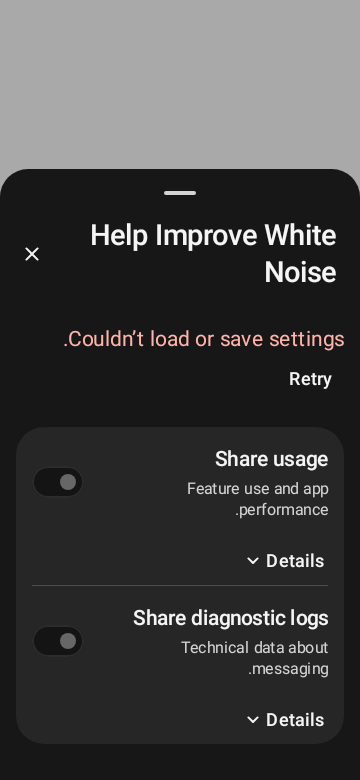 Help Improve White
Noise
.Couldn’t load or save settings
Retry
Share usage
Feature use and app
.performance
Details
Share diagnostic logs
Technical data about
.messaging
Details